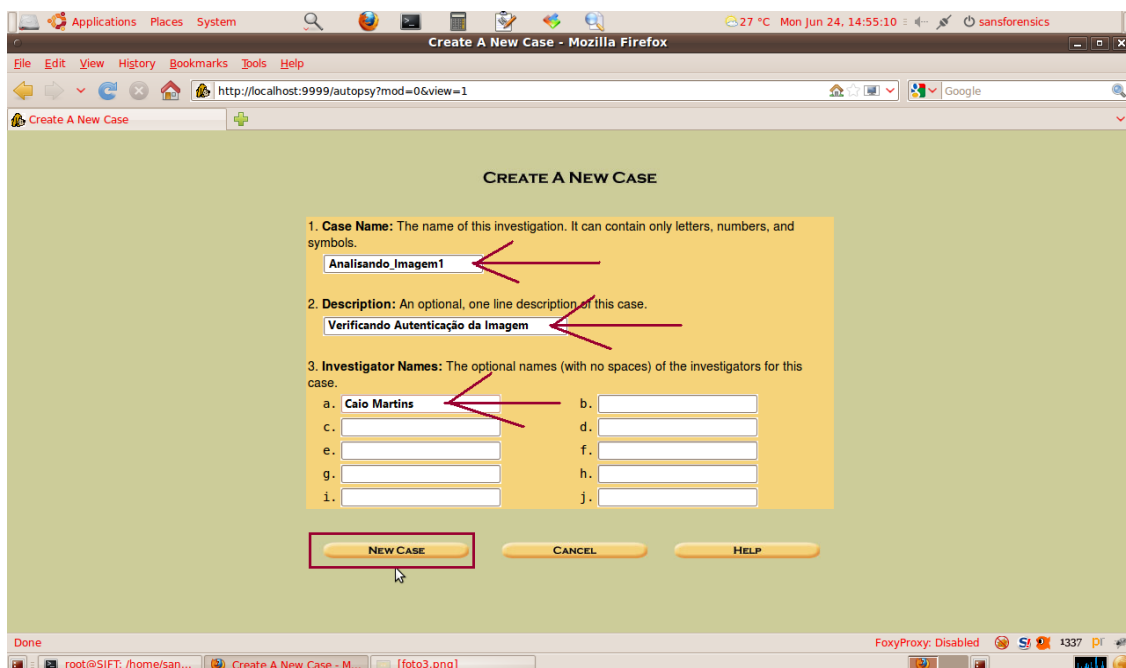 Applications Places System 27 °C Mon Jun 24, 14:55:10 sansforensics
Create A New Case - Mozilla Firefox
File Edit View History Bookmarks Tools Help
http://localhost:9999/autopsy?mod=0&view=1 Google
Create A New Case
CREATE A NEW CASE
1. Case Name: The name of this investigation. It can contain only letters, numbers, and
symbols.
Analisando_Imagem1
2. Description: An optional, one line description of this case.
Verificando Autenticação da Imagem
3. Investigator Names: The optional names (with no spaces) of the investigators for this
case.
a. Caio Martins b.
c. d.
e. f.
g. h.
i. j.
NEW CASE CANCEL HELP
Done FoxyProxy: Disabled 1337
root@SIFT: /home/san... Create A New Case - M... [foto3.png]